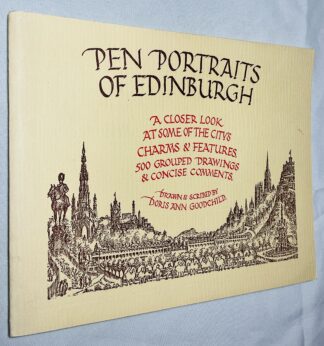 PEN PORTRAITS
OF EDINBURGH
A CLOSER LOOK
AT SOME OF THE CITY'S
CHARMS & FEATURES.
500 GROUPED DRAWINGS
& CONCISE COMMENTS.
DRAWN & SCRIBED BY
DORIS ANN GOODCHILD.